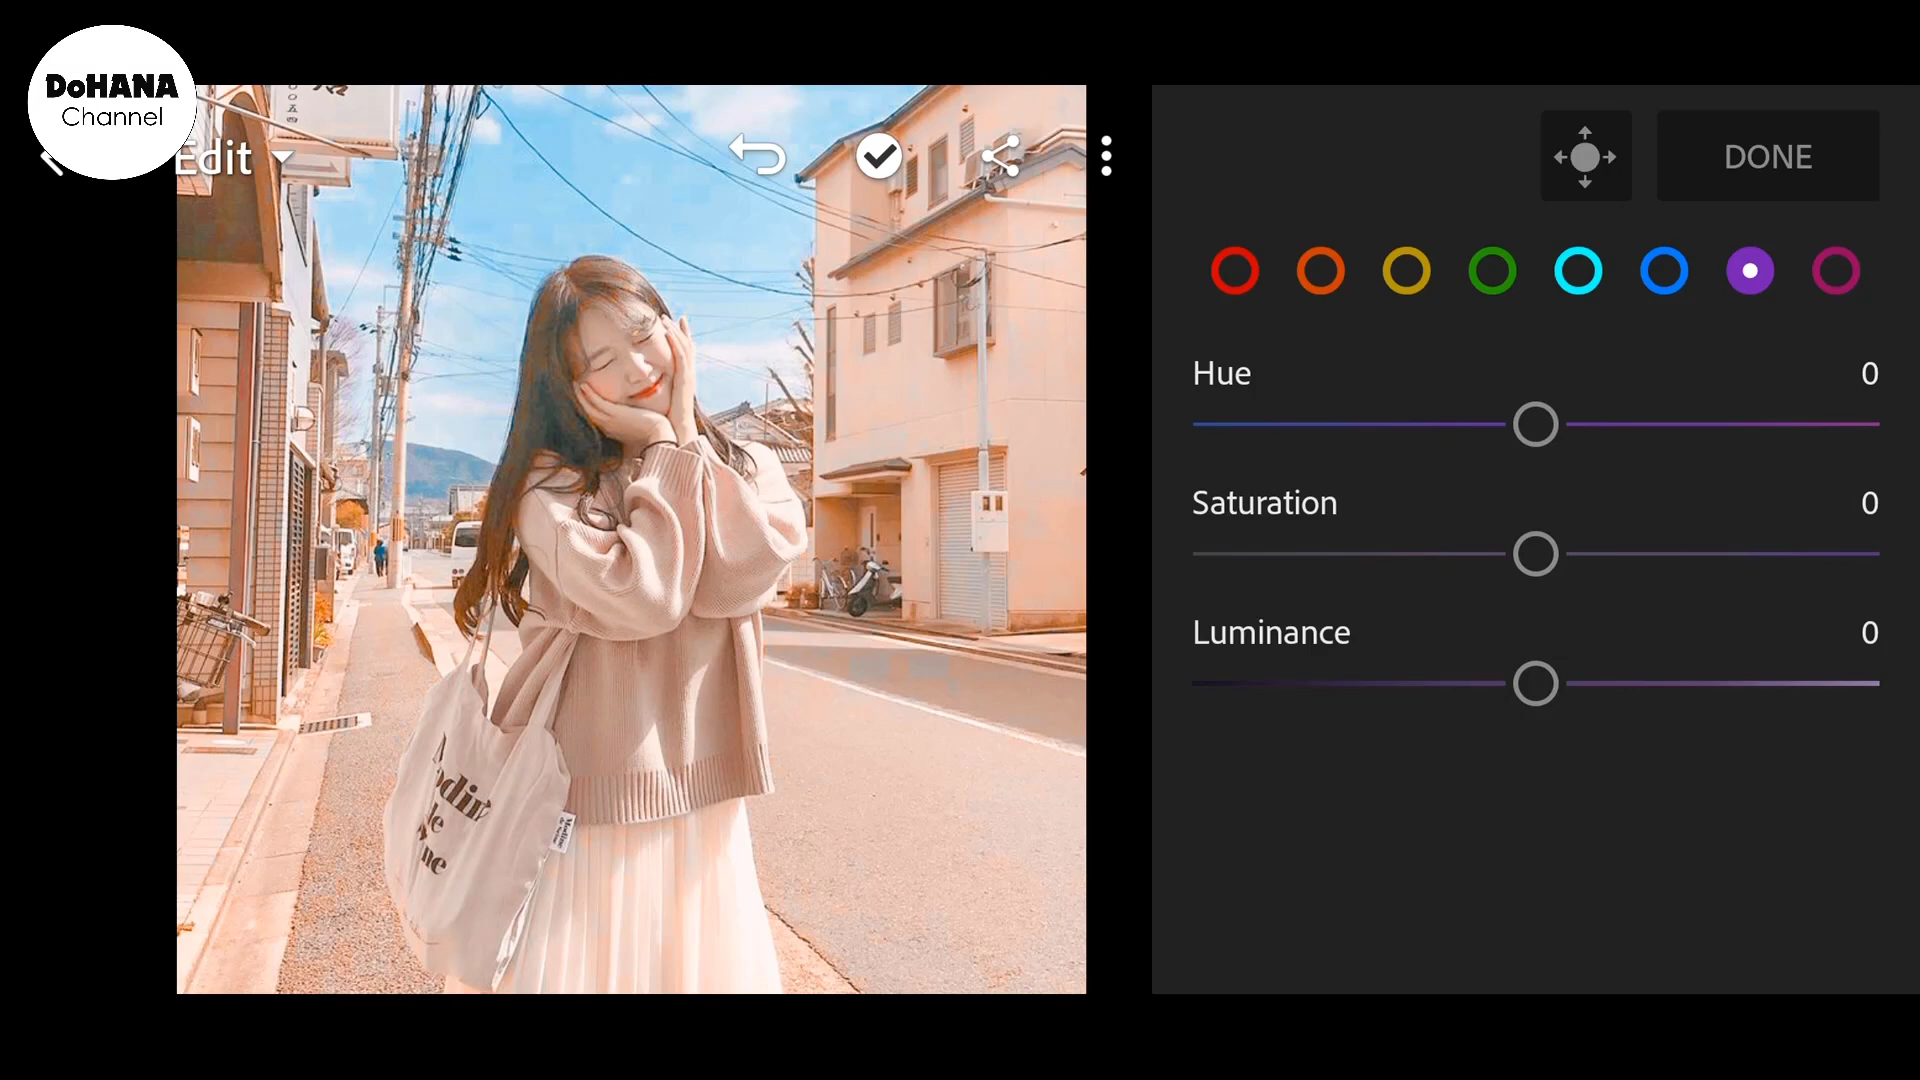 DoHANA
Channel
Edit
DONE
Hue 0
Saturation 0
Luminance 0